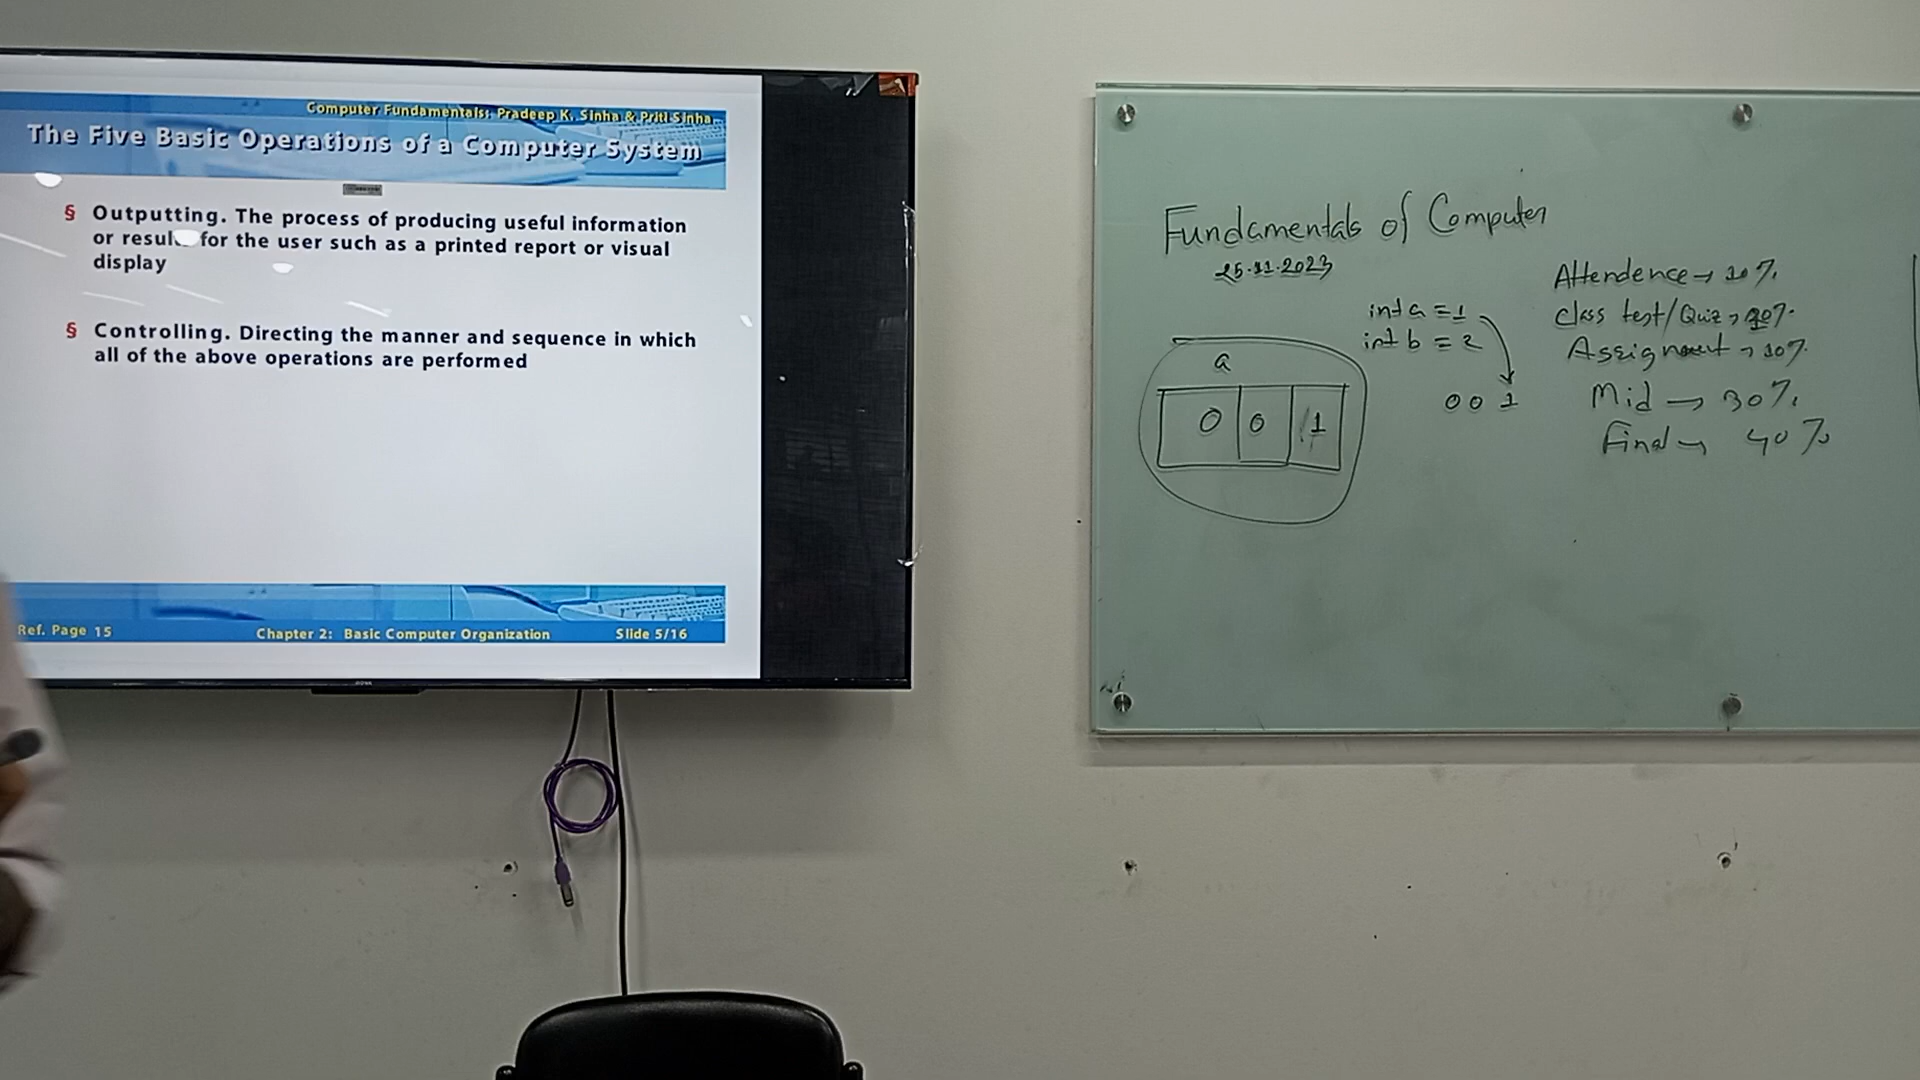 Computer Fundamentals: Pradeep K. Sinha & Priti Sinha
The Five Basic Operations of a Computer System
§ Outputting. The process of producing useful information
or for the user such as a printed report or visual
display
§ Controlling. Directing the manner and sequence in which
all of the above operations are performed
Ref. Page 15
Chapter 2: Basic Computer Organization
Slide 5/16
Fundamentals of Computer
25.11.2023
int a = 1
int b = 2
0 0 1
a
0 0 1
Attendence → 10%
Class test/Quiz → 10%
Assignment → 10%
Mid → 30%
Final → 40%